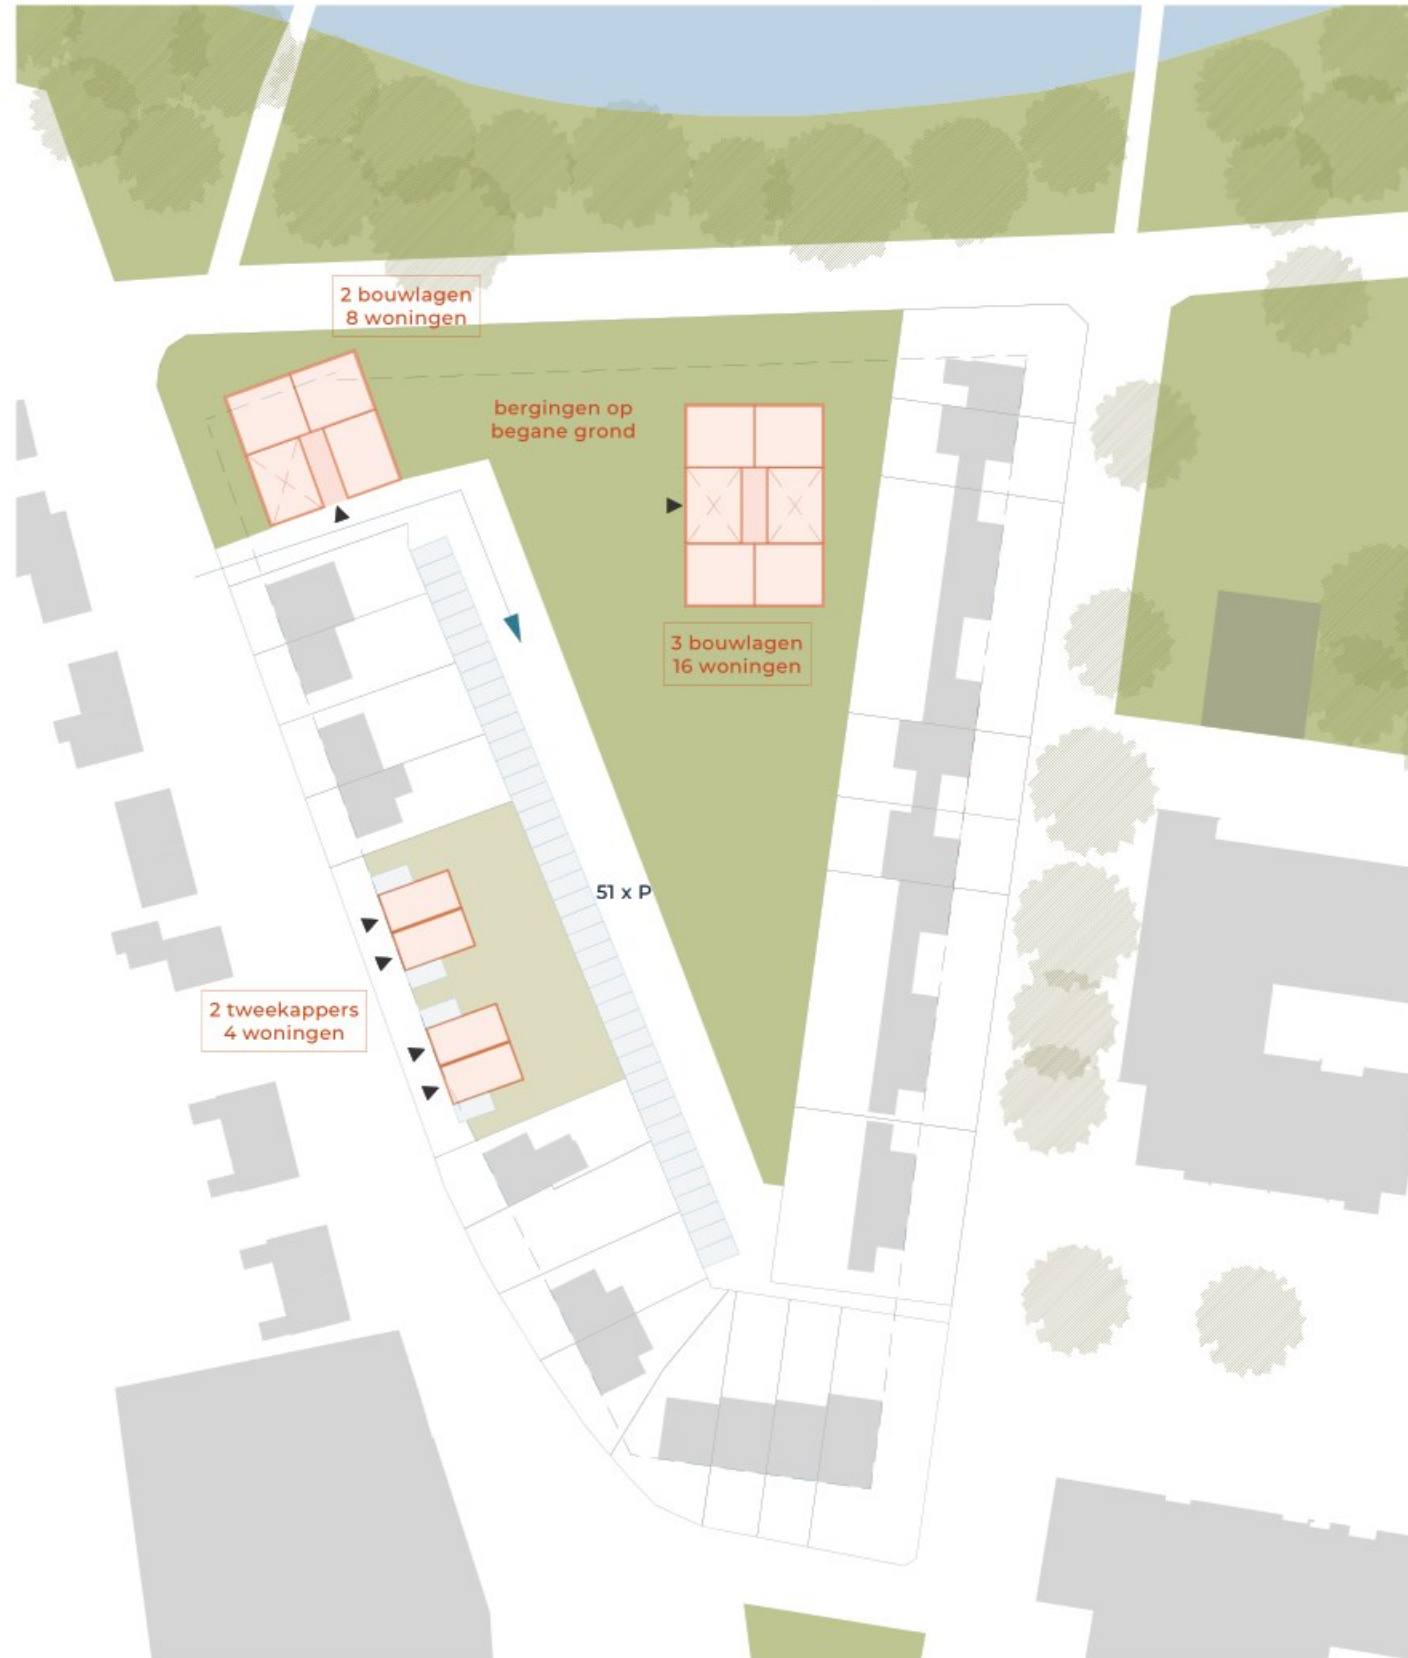 2 bouwlagen
8 woningen
bergingen op
begane grond
3 bouwlagen
16 woningen
51 x P
2 tweekappers
4 woningen